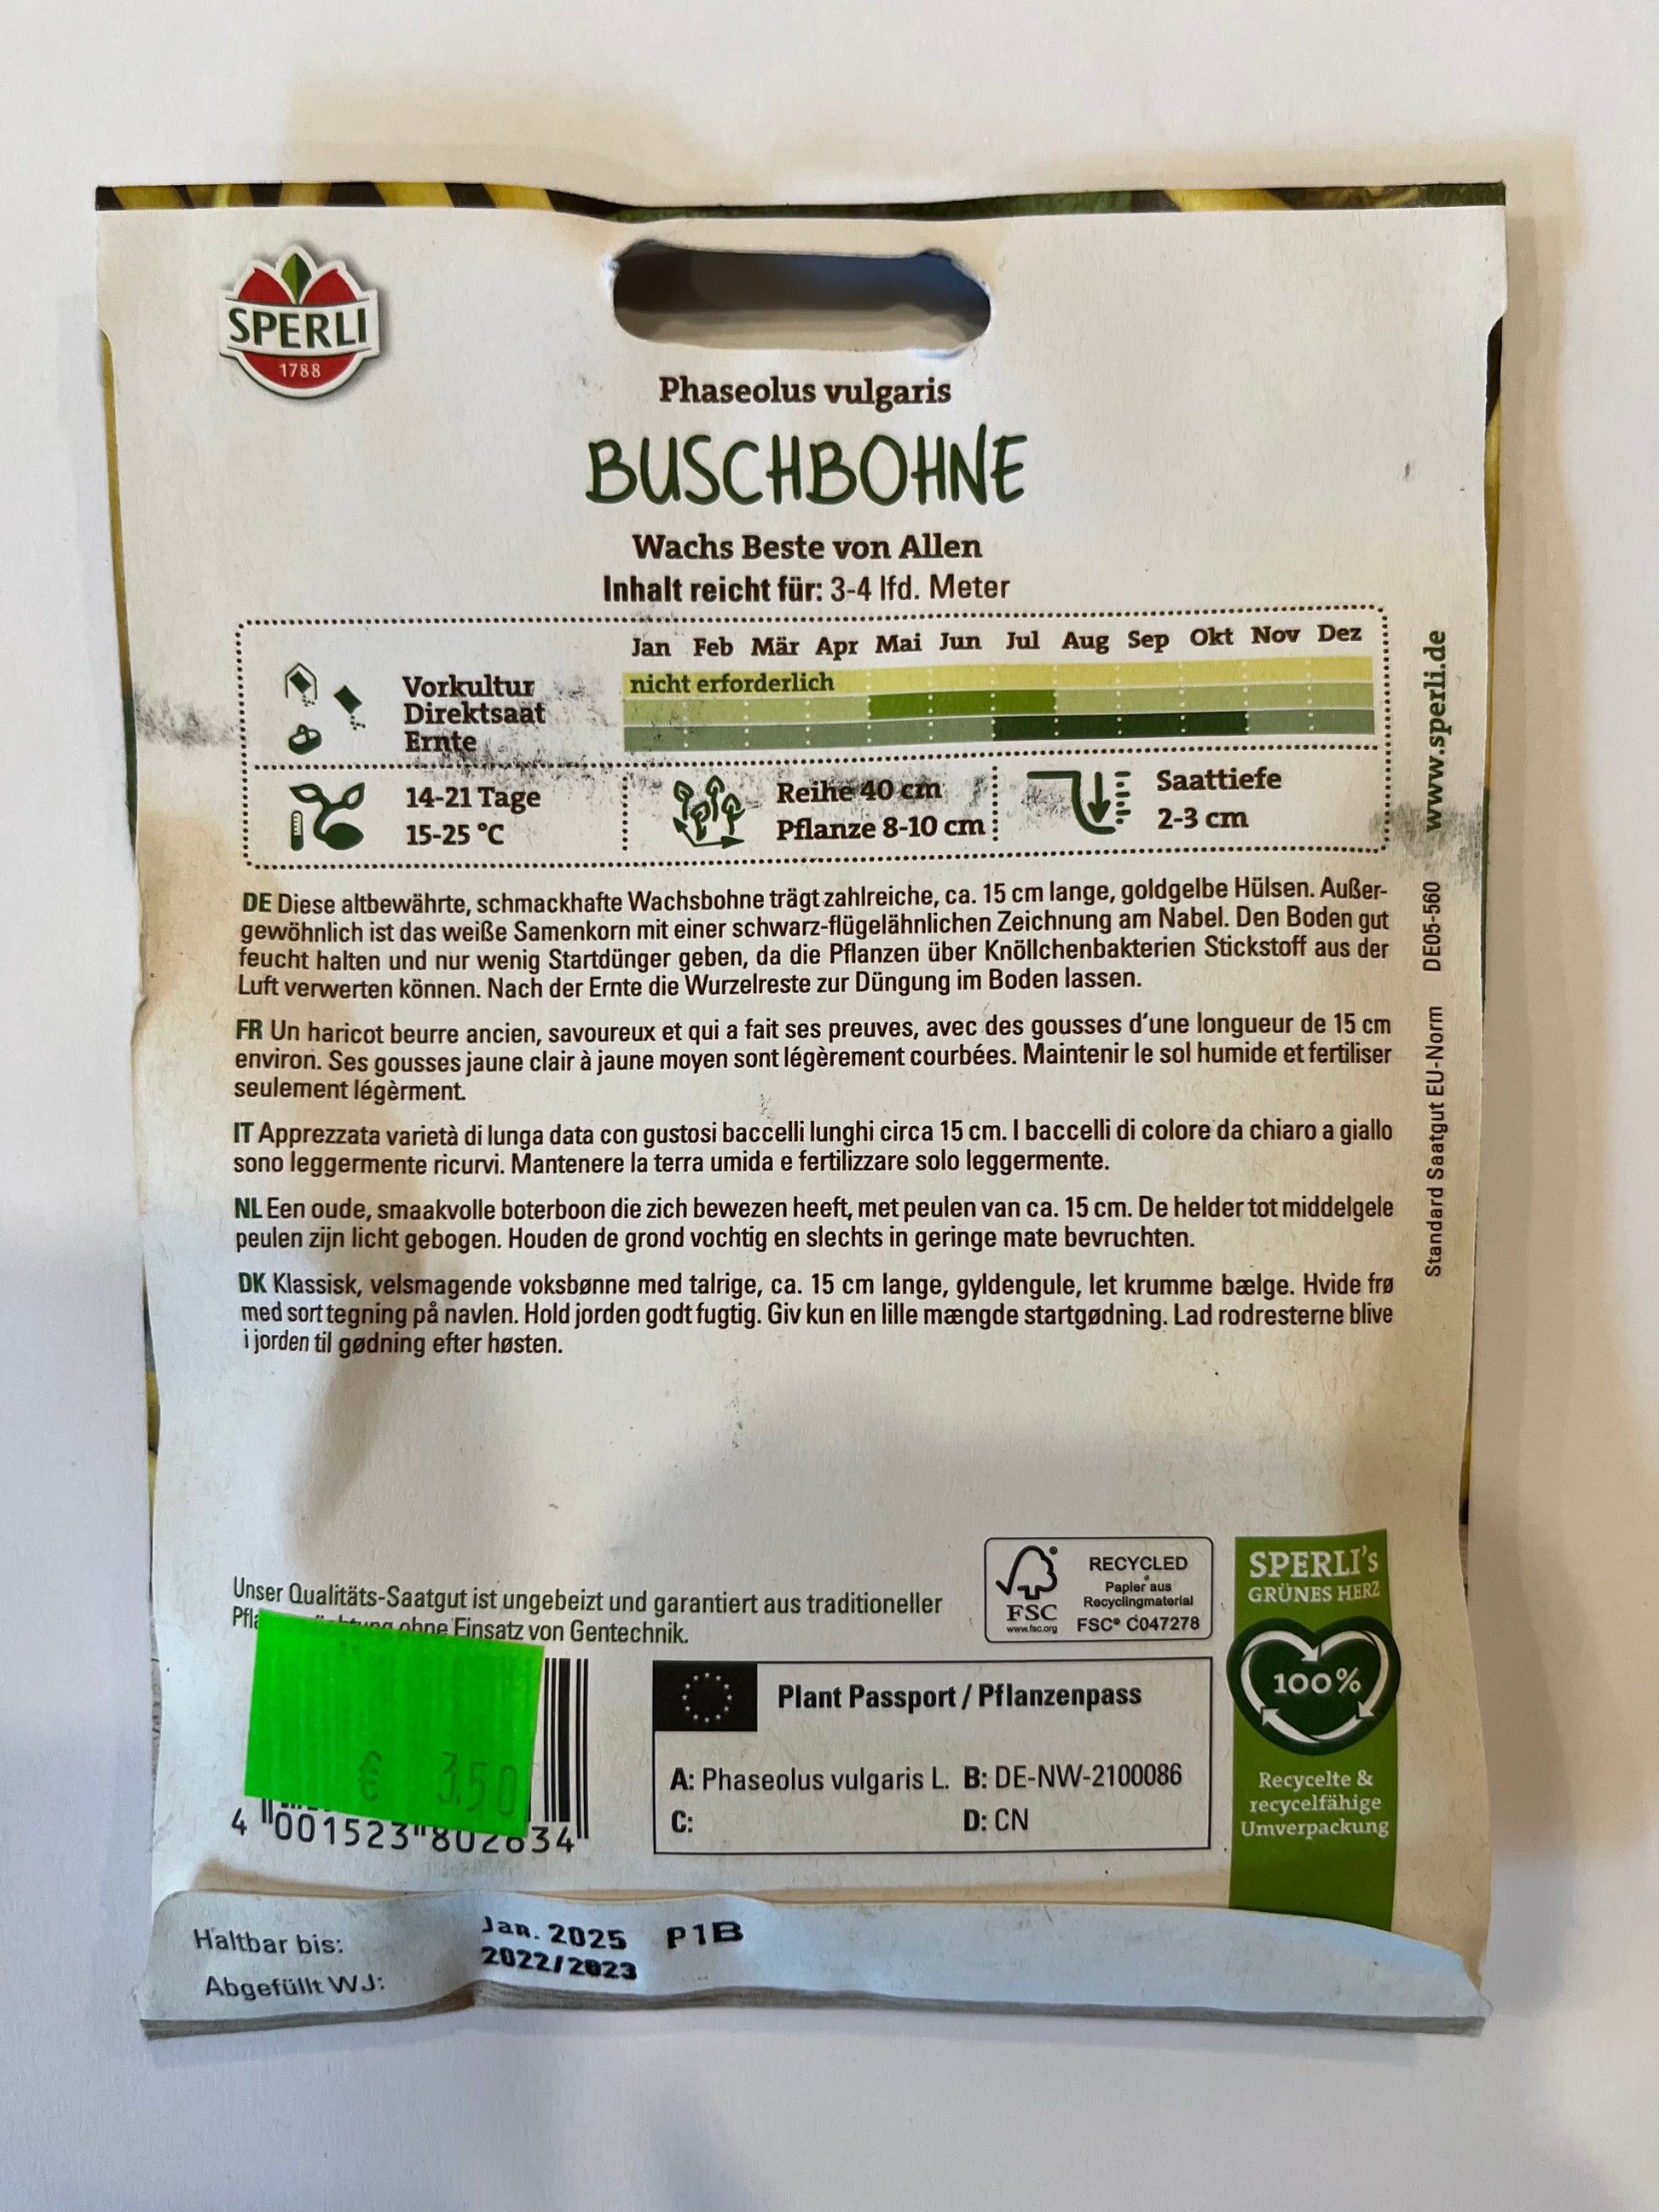 SPERLI
1788
Phaseolus vulgaris
BUSCHBOHNE
Wachs Beste von Allen
Inhalt reicht für: 3-4 lfd. Meter
Jan Feb Mär Apr Mai Jun Jul Aug Sep Okt Nov Dez
Vorkultur nicht erforderlich
Direktsaat
Ernte
14-21 Tage
15-25 °C
Reihe 40 cm
Pflanze 8-10 cm
Saattiefe
2-3 cm
DE Diese altbewährte, schmackhafte Wachsbohne trägt zahlreiche, ca. 15 cm lange, goldgelbe Hülsen. Außer-
gewöhnlich ist das weiße Samenkorn mit einer schwarz-flügelähnlichen Zeichnung am Nabel. Den Boden gut
feucht halten und nur wenig Startdünger geben, da die Pflanzen über Knöllchenbakterien Stickstoff aus der
Luft verwerten können. Nach der Ernte die Wurzelreste zur Düngung im Boden lassen.
FR Un haricot beurre ancien, savoureux et qui a fait ses preuves, avec des gousses d'une longueur de 15 cm
environ. Ses gousses jaune clair à jaune moyen sont légèrement courbées. Maintenir le sol humide et fertiliser
seulement légèrment.
IT Apprezzata varietà di lunga data con gustosi baccelli lunghi circa 15 cm. I baccelli di colore da chiaro a giallo
sono leggermente ricurvi. Mantenere la terra umida e fertilizzare solo leggermente.
NL Een oude, smaakvolle boterboon die zich bewezen heeft, met peulen van ca. 15 cm. De helder tot middelgele
peulen zijn licht gebogen. Houden de grond vochtig en slechts in geringe mate bevruchten.
DK Klassisk, velsmagende voksbønne med talrige, ca. 15 cm lange, gyldengule, let krumme bælge. Hvide frø
med sort tegning på navlen. Hold jorden godt fugtig. Giv kun en lille mængde startgødning. Lad rodresterne blive
i jorden til gødning efter høsten.
www.sperli.de
DE05-560
Standard Saatgut EU-Norm
Unser Qualitäts-Saatgut ist ungebeizt und garantiert aus traditioneller
ohne Einsatz von Gentechnik.
€ 3.50
4 001523 802634
FSC
www.fsc.org
RECYCLED
Papier aus
Recyclingmaterial
FSC® C047278
Plant Passport / Pflanzenpass
A: Phaseolus vulgaris L. B: DE-NW-2100086
C: D: CN
SPERLI's
GRÜNES HERZ
100%
Recycelte &
recycelfähige
Umverpackung
Haltbar bis: Jan. 2025 P1B
Abgefüllt WJ: 2022/2023